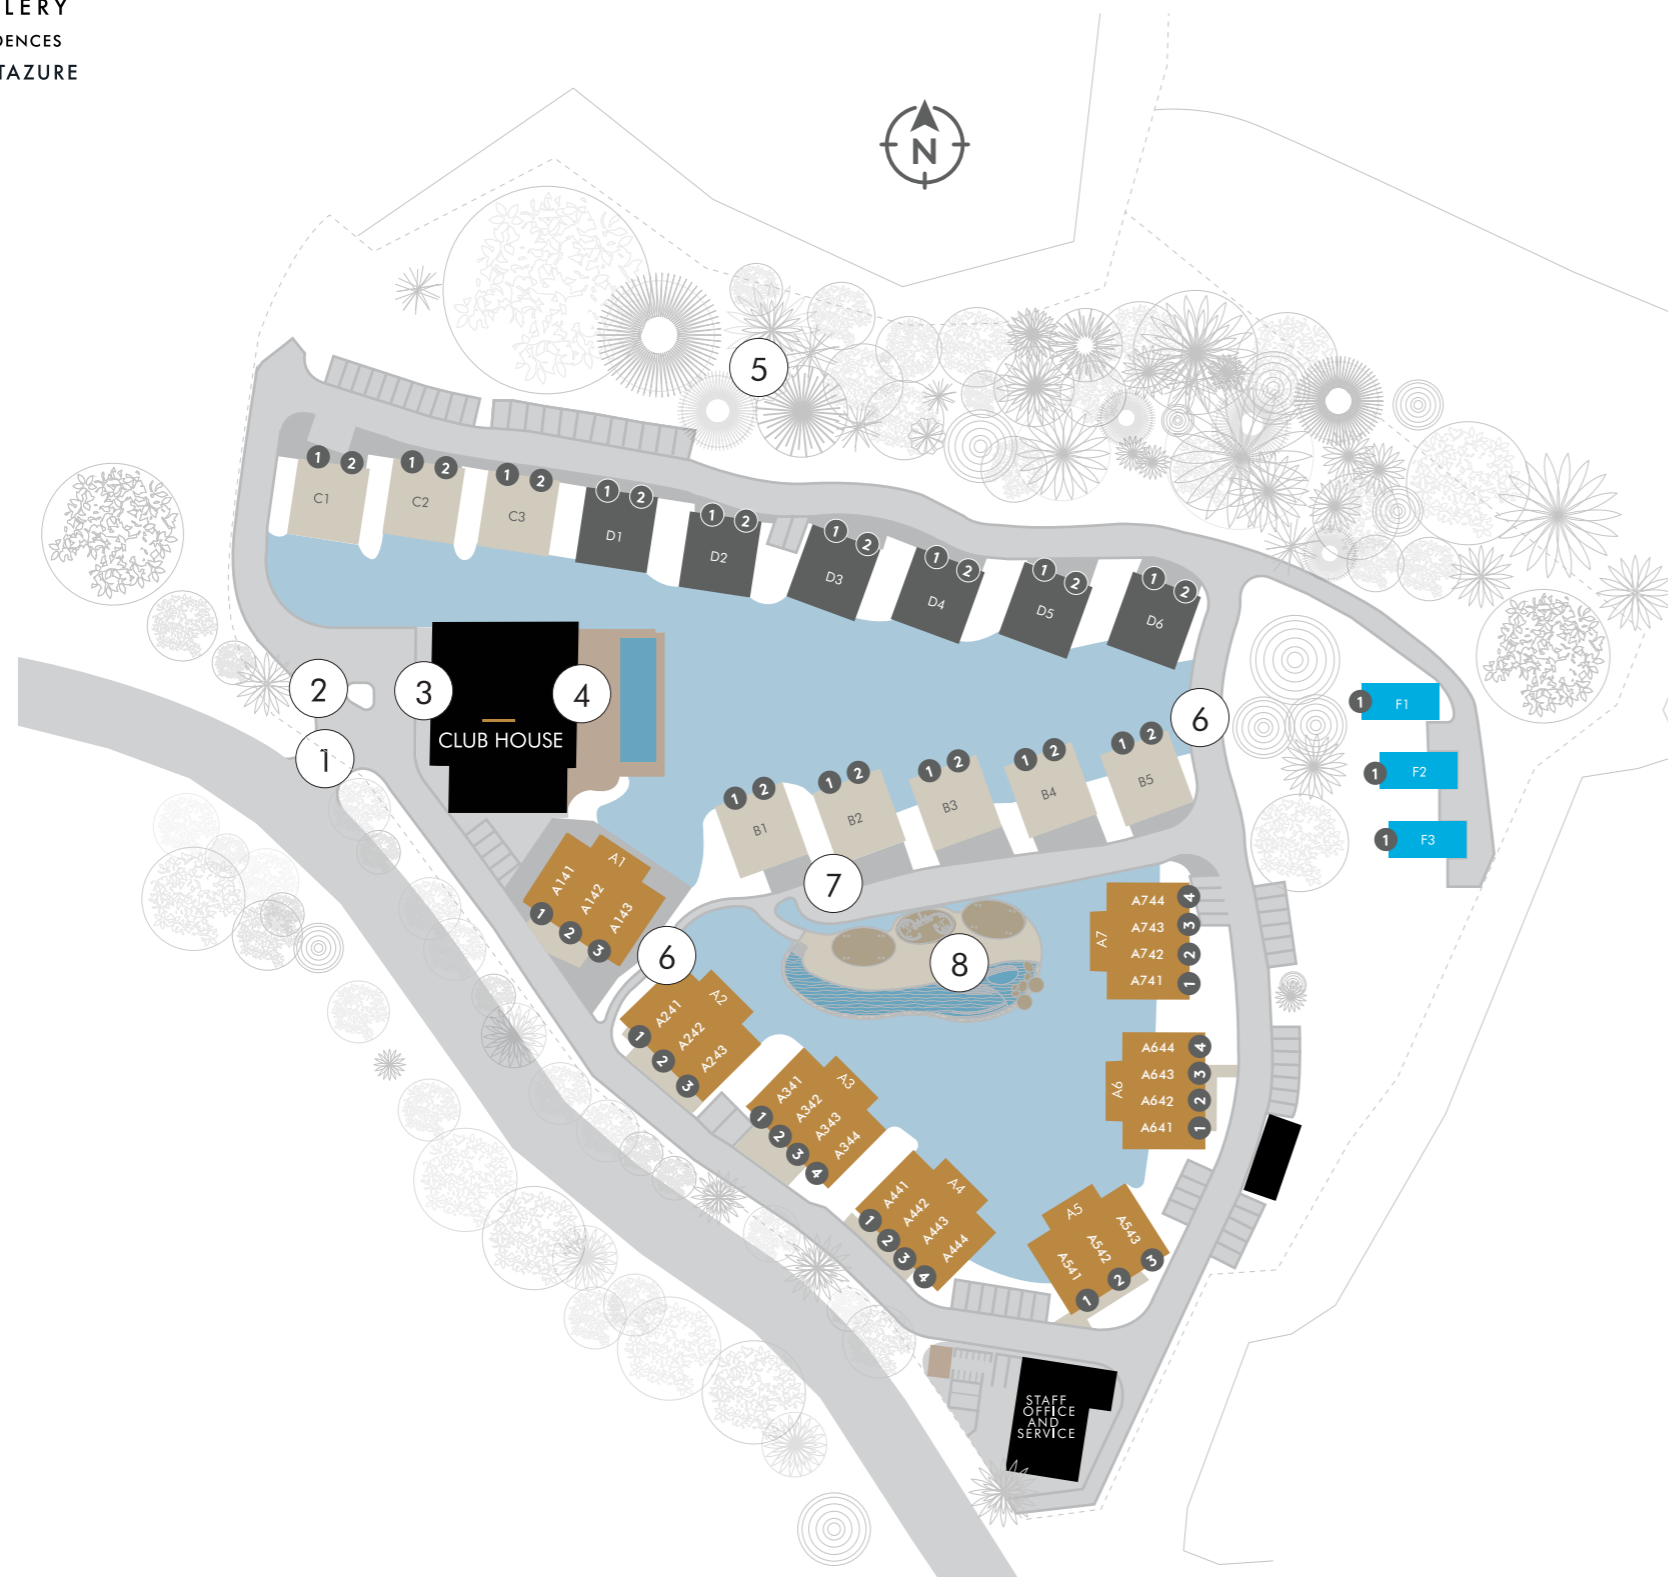 LERY
DENCES
TAZURE
N
5
1 2
C1
1 2
C2
1 2
C3
1 2
D1
1 2
D2
1 2
D3
1 2
D4
1 2
D5
1 2
D6
2
3
4
CLUB HOUSE
1
6
1
F1
1
F2
1
F3
1 2
B1
1 2
B2
1 2
B3
1 2
B4
1 2
B5
7
8
6
A1
A141
A142
A143
1
2
3
A2
A241
A242
A243
1
2
3
A3
A341
A342
A343
A344
1
2
3
4
A4
A441
A442
A443
A444
1
2
3
4
A5
A541
A542
A543
1
2
3
A7
A744 4
A743 3
A742 2
A741 1
A6
A644 4
A643 3
A642 2
A641 1
STAFF
OFFICE
AND
SERVICE